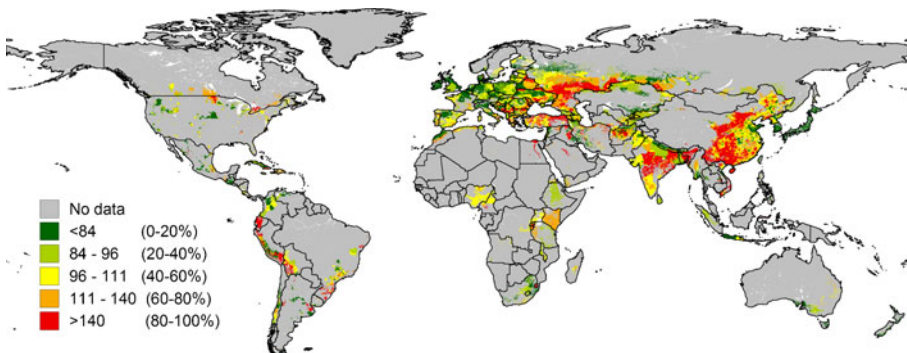 No data
<84 (0-20%)
84 - 96 (20-40%)
96 - 111 (40-60%)
111 - 140 (60-80%)
>140 (80-100%)